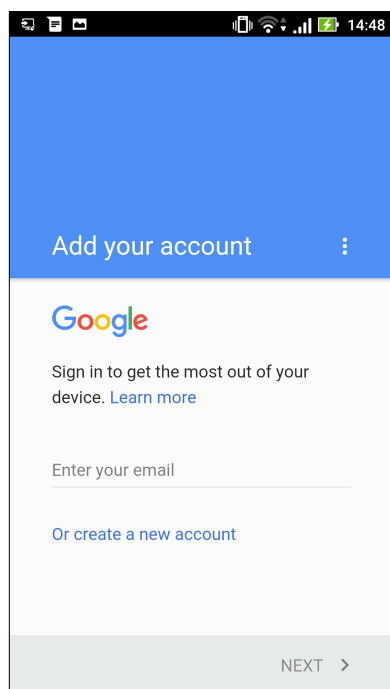 14:48
Add your account
Google
Sign in to get the most out of your
device. Learn more
Enter your email
Or create a new account
NEXT